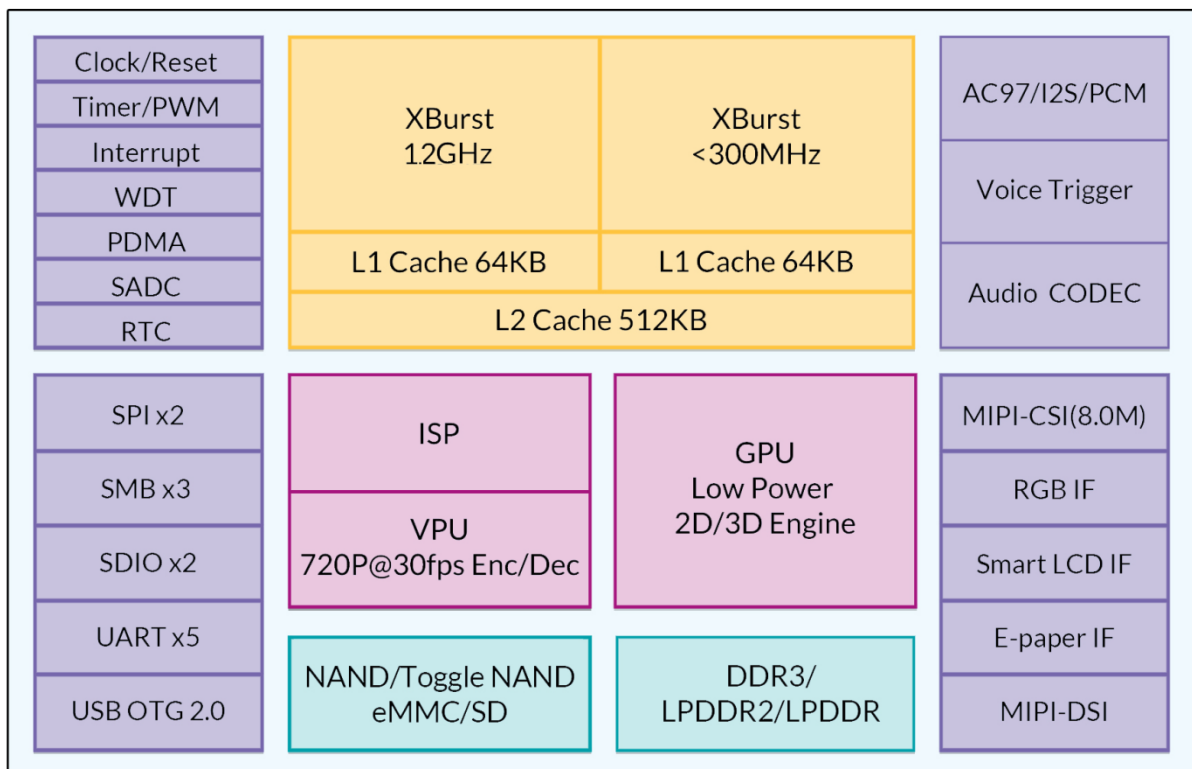 Clock/Reset
Timer/PWM
Interrupt
WDT
PDMA
SADC
RTC
XBurst
1.2GHz
XBurst
<300MHz
L1 Cache 64KB
L1 Cache 64KB
L2 Cache 512KB
AC97/I2S/PCM
Voice Trigger
Audio CODEC
SPI x2
SMB x3
SDIO x2
UART x5
USB OTG 2.0
ISP
VPU
720P@30fps Enc/Dec
GPU
Low Power
2D/3D Engine
NAND/Toggle NAND
eMMC/SD
DDR3/
LPDDR2/LPDDR
MIPI-CSI(8.0M)
RGB IF
Smart LCD IF
E-paper IF
MIPI-DSI